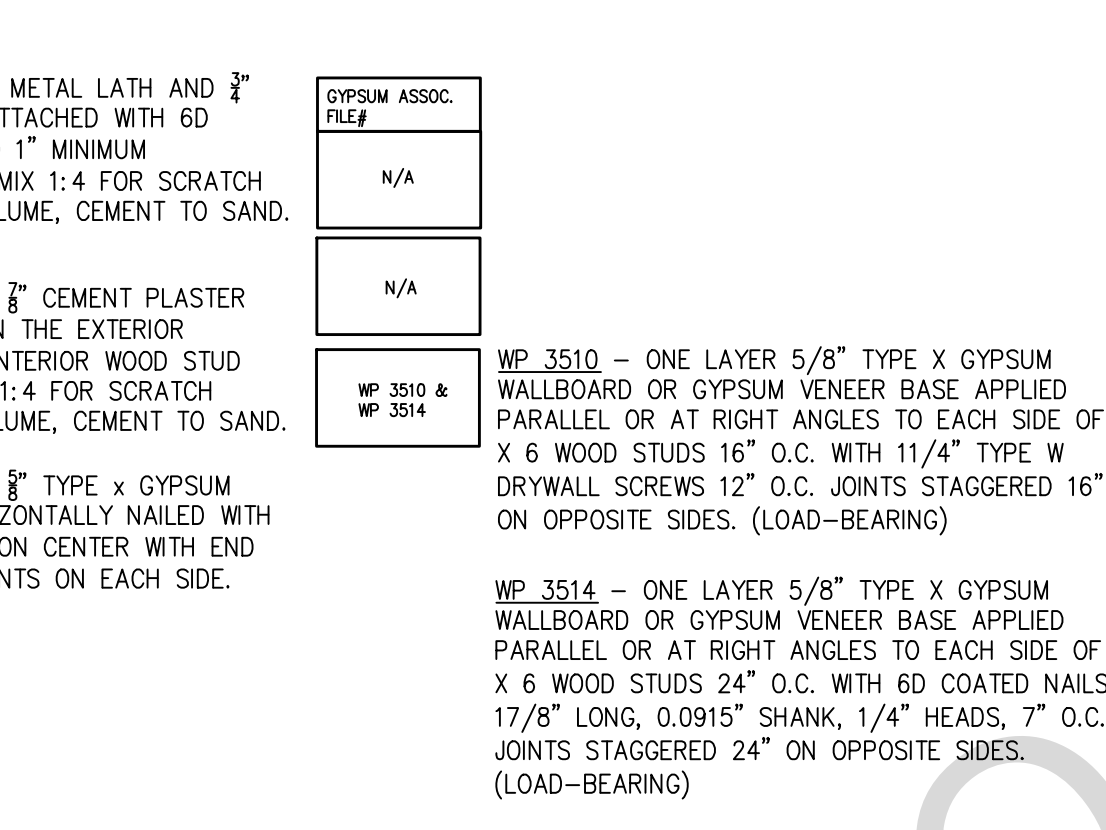 METAL LATH AND 3/4"
TTACHED WITH 6D
1" MINIMUM
MIX 1:4 FOR SCRATCH
LUME, CEMENT TO SAND.
7/8" CEMENT PLASTER
N THE EXTERIOR
NTERIOR WOOD STUD
1:4 FOR SCRATCH
LUME, CEMENT TO SAND.
5/8" TYPE x GYPSUM
ZONTALLY NAILED WITH
ON CENTER WITH END
NTS ON EACH SIDE.
GYPSUM ASSOC.
FILE#
N/A
N/A
WP 3510 &
WP 3514
WP 3510 – ONE LAYER 5/8" TYPE X GYPSUM
WALLBOARD OR GYPSUM VENEER BASE APPLIED
PARALLEL OR AT RIGHT ANGLES TO EACH SIDE OF
X 6 WOOD STUDS 16" O.C. WITH 11/4" TYPE W
DRYWALL SCREWS 12" O.C. JOINTS STAGGERED 16"
ON OPPOSITE SIDES. (LOAD–BEARING)
WP 3514 – ONE LAYER 5/8" TYPE X GYPSUM
WALLBOARD OR GYPSUM VENEER BASE APPLIED
PARALLEL OR AT RIGHT ANGLES TO EACH SIDE OF
X 6 WOOD STUDS 24" O.C. WITH 6D COATED NAILS
17/8" LONG, 0.0915" SHANK, 1/4" HEADS, 7" O.C.
JOINTS STAGGERED 24" ON OPPOSITE SIDES.
(LOAD–BEARING)